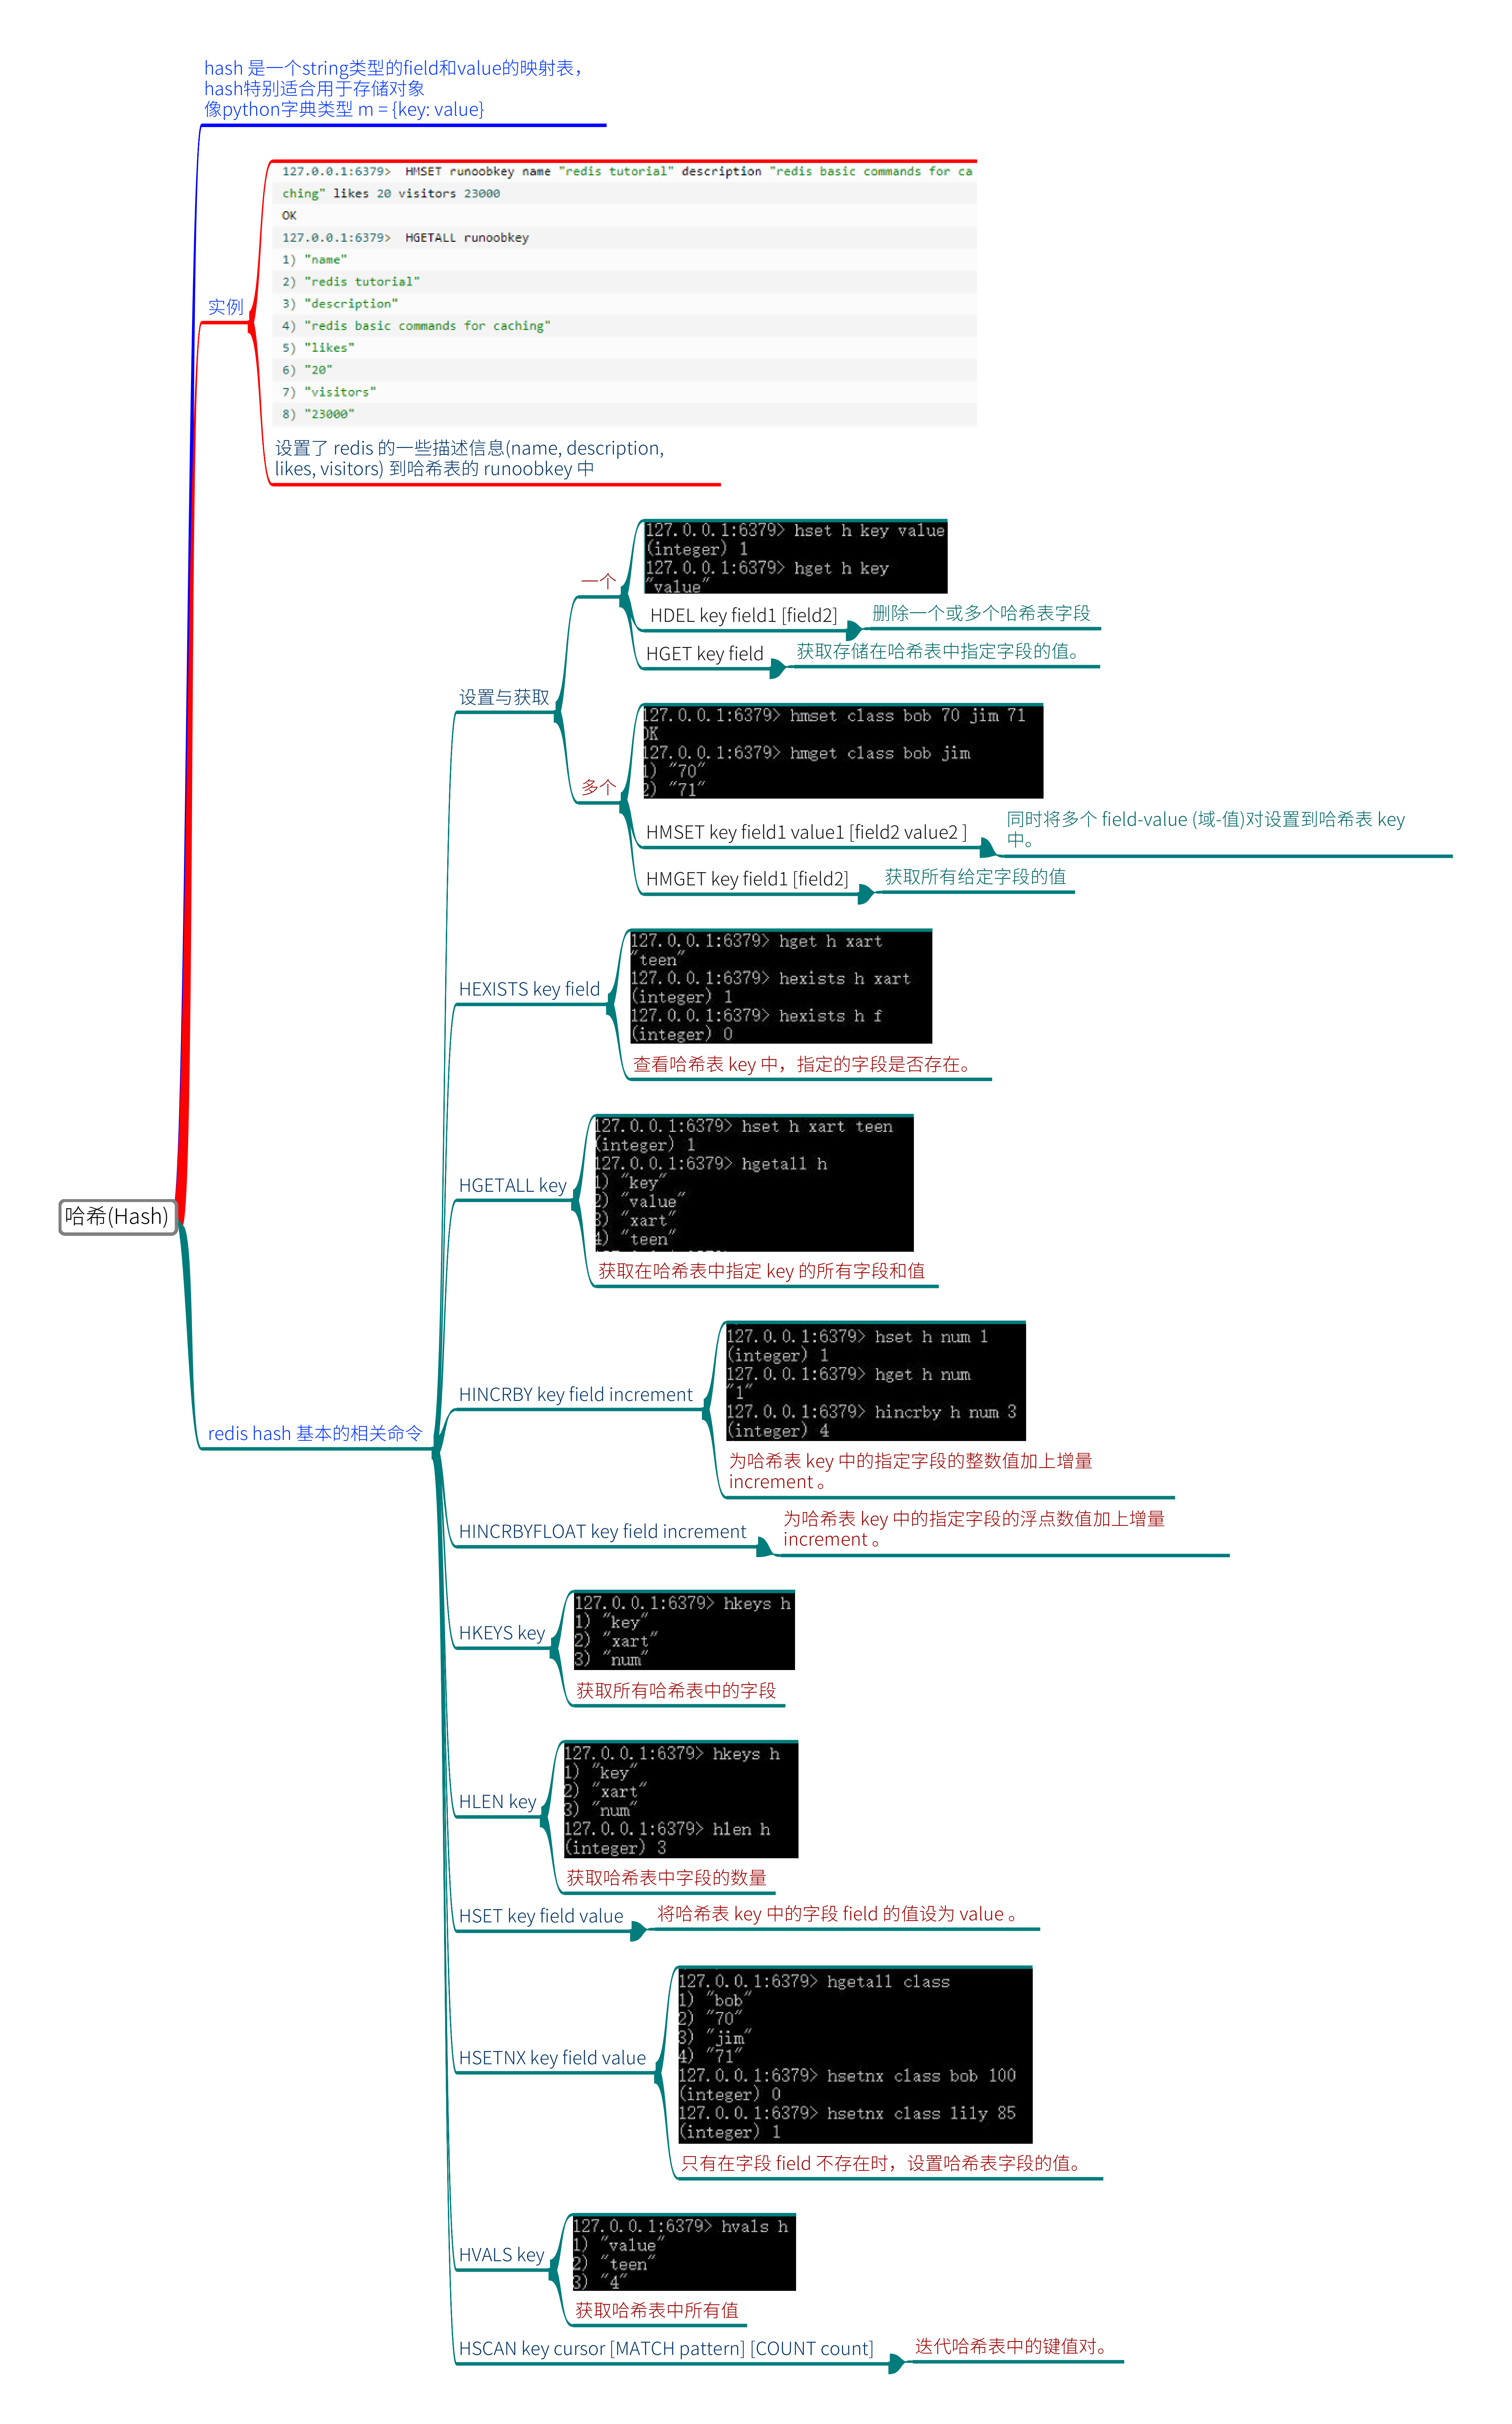 hash 是一个string类型的field和value的映射表，
hash特别适合用于存储对象
像python字典类型 m = {key: value}
实例
127.0.0.1:6379>  HMSET runoobkey name "redis tutorial" description "redis basic commands for ca
ching" likes 20 visitors 23000
OK
127.0.0.1:6379>  HGETALL runoobkey
1) "name"
2) "redis tutorial"
3) "description"
4) "redis basic commands for caching"
5) "likes"
6) "20"
7) "visitors"
8) "23000"
设置了 redis 的一些描述信息(name, description,
likes, visitors) 到哈希表的 runoobkey 中
哈希(Hash)
redis hash 基本的相关命令
设置与获取
一个
127.0.0.1:6379> hset h key value
(integer) 1
127.0.0.1:6379> hget h key
"value"
HDEL key field1 [field2]
删除一个或多个哈希表字段
HGET key field
获取存储在哈希表中指定字段的值。
多个
127.0.0.1:6379> hmset class bob 70 jim 71
OK
127.0.0.1:6379> hmget class bob jim
1) "70"
2) "71"
HMSET key field1 value1 [field2 value2 ]
同时将多个 field-value (域-值)对设置到哈希表 key
中。
HMGET key field1 [field2]
获取所有给定字段的值
HEXISTS key field
127.0.0.1:6379> hget h xart
"teen"
127.0.0.1:6379> hexists h xart
(integer) 1
127.0.0.1:6379> hexists h f
(integer) 0
查看哈希表 key 中，指定的字段是否存在。
HGETALL key
127.0.0.1:6379> hset h xart teen
(integer) 1
127.0.0.1:6379> hgetall h
1) "key"
2) "value"
3) "xart"
4) "teen"
获取在哈希表中指定 key 的所有字段和值
HINCRBY key field increment
127.0.0.1:6379> hset h num 1
(integer) 1
127.0.0.1:6379> hget h num
"1"
127.0.0.1:6379> hincrby h num 3
(integer) 4
为哈希表 key 中的指定字段的整数值加上增量
increment 。
HINCRBYFLOAT key field increment
为哈希表 key 中的指定字段的浮点数值加上增量
increment 。
HKEYS key
127.0.0.1:6379> hkeys h
1) "key"
2) "xart"
3) "num"
获取所有哈希表中的字段
HLEN key
127.0.0.1:6379> hkeys h
1) "key"
2) "xart"
3) "num"
127.0.0.1:6379> hlen h
(integer) 3
获取哈希表中字段的数量
HSET key field value
将哈希表 key 中的字段 field 的值设为 value 。
HSETNX key field value
127.0.0.1:6379> hgetall class
1) "bob"
2) "70"
3) "jim"
4) "71"
127.0.0.1:6379> hsetnx class bob 100
(integer) 0
127.0.0.1:6379> hsetnx class lily 85
(integer) 1
只有在字段 field 不存在时，设置哈希表字段的值。
HVALS key
127.0.0.1:6379> hvals h
1) "value"
2) "teen"
3) "4"
获取哈希表中所有值
HSCAN key cursor [MATCH pattern] [COUNT count]
迭代哈希表中的键值对。